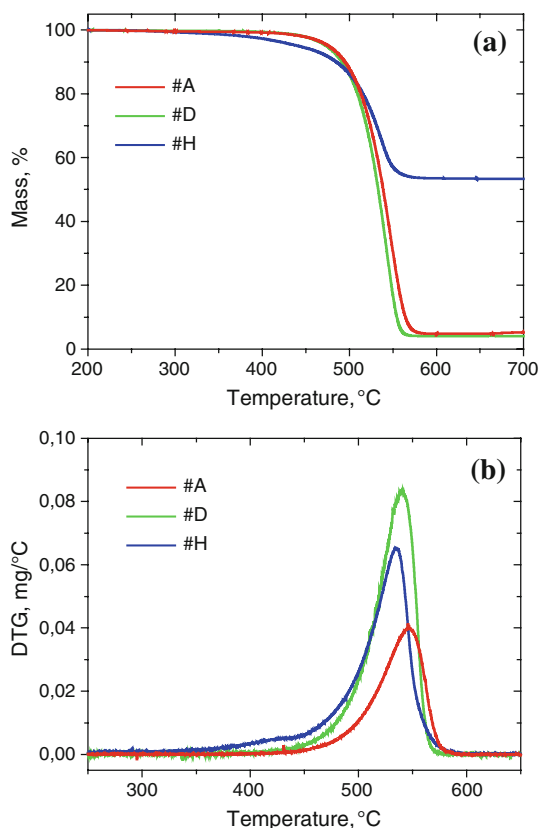 (a)
#A
#D
#H
Mass, %
100
80
60
40
20
0
200 300 400 500 600 700
Temperature, °C
(b)
#A
#D
#H
DTG, mg/°C
0,10
0,08
0,06
0,04
0,02
0,00
300 400 500 600
Temperature, °C